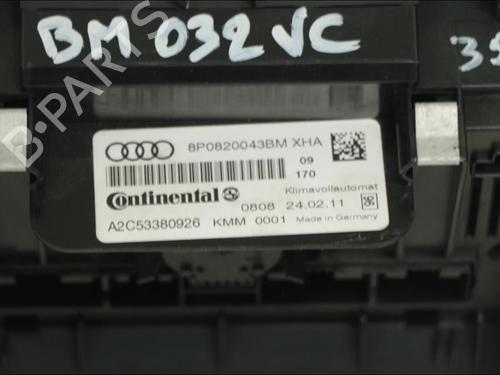 BM 032 VC
8P0820043BM XHA
09
170
Continental
Klimavollautomat
0808 24.02.11
A2C53380926 KMM 0001 Made in Germany
B-PARTS